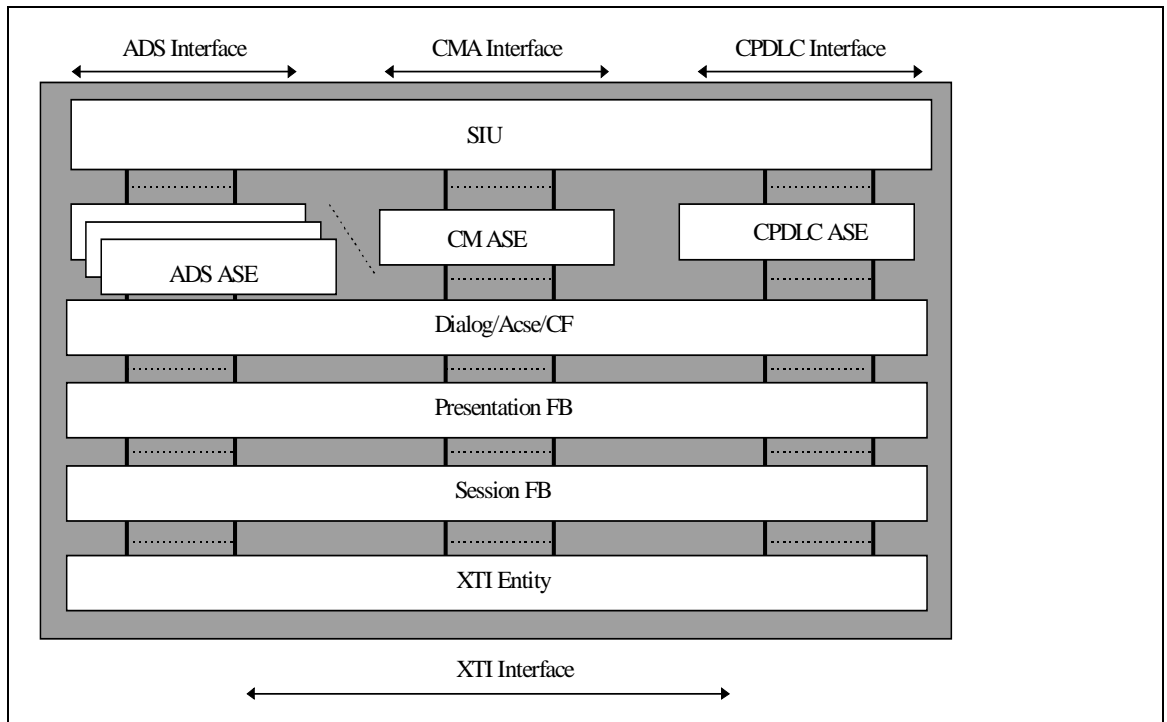 ADS Interface
CMA Interface
CPDLC Interface
SIU
CM ASE
CPDLC ASE
ADS ASE
Dialog/Acse/CF
Presentation FB
Session FB
XTI Entity
XTI Interface